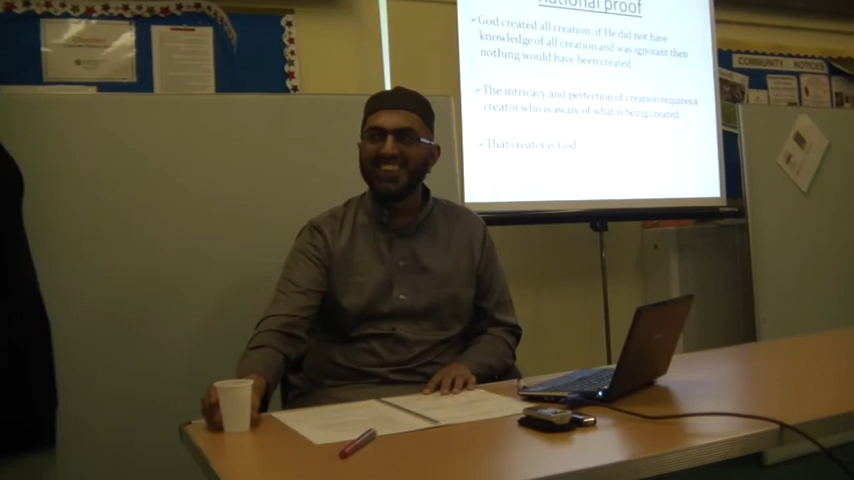 rational proof
God created all creation, if He did not have
knowledge of all creation and was ignorant then
nothing would have been created
The intricacy and perfection of creation requires a
creator who is aware of what is being created.
That creator is God
COMMUNITY NOTICES